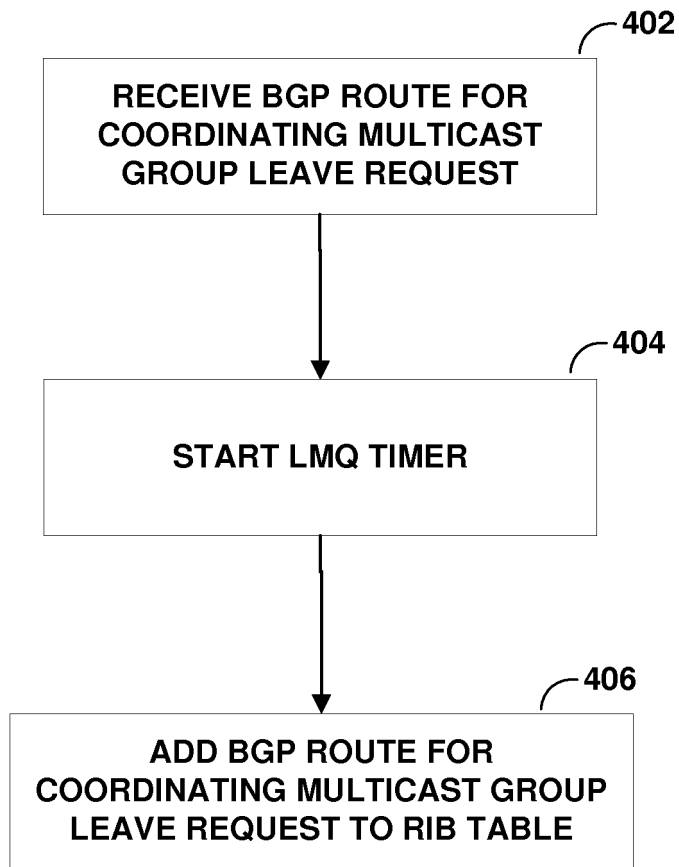 402
RECEIVE BGP ROUTE FOR
COORDINATING MULTICAST
GROUP LEAVE REQUEST
404
START LMQ TIMER
406
ADD BGP ROUTE FOR
COORDINATING MULTICAST GROUP
LEAVE REQUEST TO RIB TABLE